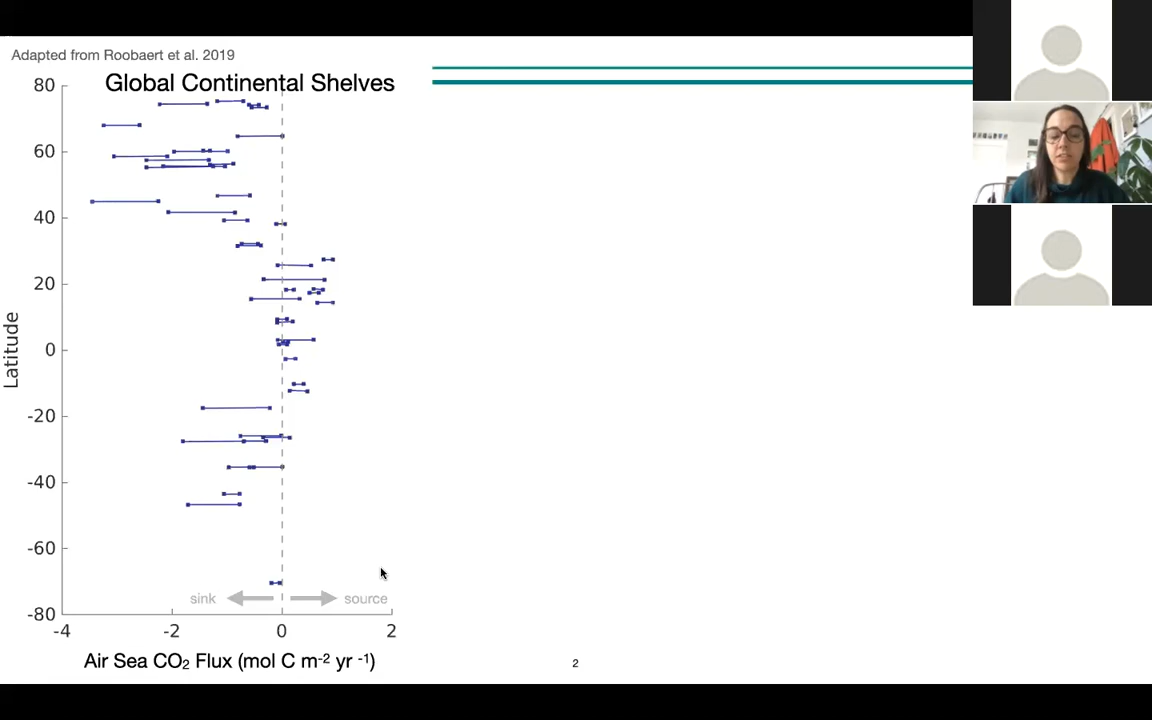 Adapted from Roobaert et al. 2019
Global Continental Shelves
80
60
40
20
0
-20
-40
-60
-80
Latitude
sink
source
-4
-2
0
2
Air Sea CO₂ Flux (mol C m⁻² yr ⁻¹)
2